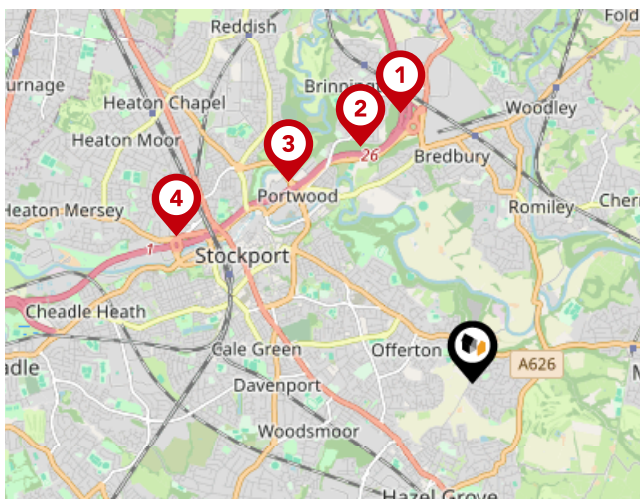 Reddish
Fold
urnage
Brinning
1
Heaton Chapel
2
Woodley
Heaton Moor
3
26
Bredbury
4
Portwood
Cher
Heaton Mersey
Romiley
1
Stockport
Cheadle Heath
Cale Green
Offerton
adle
A626
M
Davenport
Woodsmoor
Hazel Grove